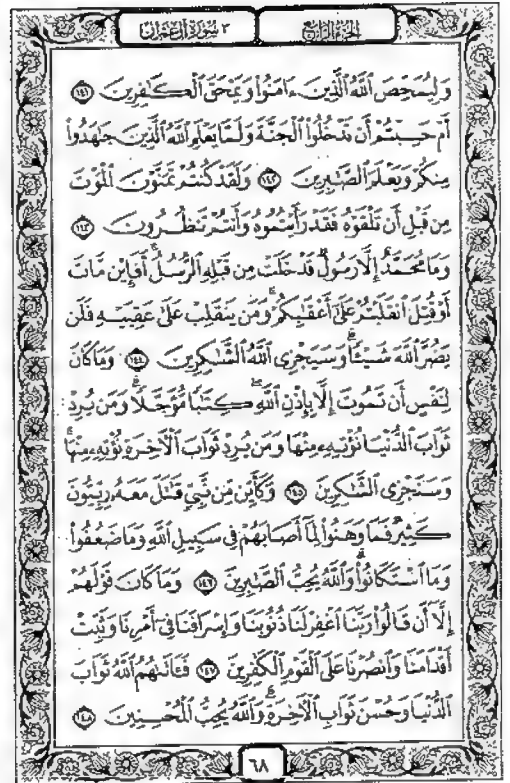 الجزء الرابع
٣ سورة آل عمران
وَلِيُمَحِّصَ ٱللَّهُ ٱلَّذِينَ ءَامَنُوا۟ وَيَمْحَقَ ٱلْكَٰفِرِينَ ١٤١
أَمْ حَسِبْتُمْ أَن تَدْخُلُوا۟ ٱلْجَنَّةَ وَلَمَّا يَعْلَمِ ٱللَّهُ ٱلَّذِينَ جَٰهَدُوا۟
مِنكُمْ وَيَعْلَمَ ٱلصَّٰبِرِينَ ١٤٢ وَلَقَدْ كُنتُمْ تَمَنَّوْنَ ٱلْمَوْتَ
مِن قَبْلِ أَن تَلْقَوْهُ فَقَدْ رَأَيْتُمُوهُ وَأَنتُمْ تَنظُرُونَ ١٤٣
وَمَا مُحَمَّدٌ إِلَّا رَسُولٌ قَدْ خَلَتْ مِن قَبْلِهِ ٱلرُّسُلُ ۚ أَفَإِي۟ن مَّاتَ
أَوْ قُتِلَ ٱنقَلَبْتُمْ عَلَىٰٓ أَعْقَٰبِكُمْ ۚ وَمَن يَنقَلِبْ عَلَىٰ عَقِبَيْهِ فَلَن
يَضُرَّ ٱللَّهَ شَيْـًٔا ۗ وَسَيَجْزِى ٱللَّهُ ٱلشَّٰكِرِينَ ١٤٤ وَمَا كَانَ
لِنَفْسٍ أَن تَمُوتَ إِلَّا بِإِذْنِ ٱللَّهِ كِتَٰبًا مُّؤَجَّلًا ۗ وَمَن يُرِدْ
ثَوَابَ ٱلدُّنْيَا نُؤْتِهِۦ مِنْهَا وَمَن يُرِدْ ثَوَابَ ٱلْـَٔاخِرَةِ نُؤْتِهِۦ مِنْهَا ۚ
وَسَنَجْزِى ٱلشَّٰكِرِينَ ١٤٥ وَكَأَيِّن مِّن نَّبِىٍّ قَٰتَلَ مَعَهُۥ رِبِّيُّونَ
كَثِيرٌ فَمَا وَهَنُوا۟ لِمَآ أَصَابَهُمْ فِى سَبِيلِ ٱللَّهِ وَمَا ضَعُفُوا۟
وَمَا ٱسْتَكَانُوا۟ ۗ وَٱللَّهُ يُحِبُّ ٱلصَّٰبِرِينَ ١٤٦ وَمَا كَانَ قَوْلَهُمْ
إِلَّآ أَن قَالُوا۟ رَبَّنَا ٱغْفِرْ لَنَا ذُنُوبَنَا وَإِسْرَافَنَا فِىٓ أَمْرِنَا وَثَبِّتْ
أَقْدَامَنَا وَٱنصُرْنَا عَلَى ٱلْقَوْمِ ٱلْكَٰفِرِينَ ١٤٧ فَـَٔاتَىٰهُمُ ٱللَّهُ ثَوَابَ
ٱلدُّنْيَا وَحُسْنَ ثَوَابِ ٱلْـَٔاخِرَةِ ۗ وَٱللَّهُ يُحِبُّ ٱلْمُحْسِنِينَ ١٤٨
٦٨